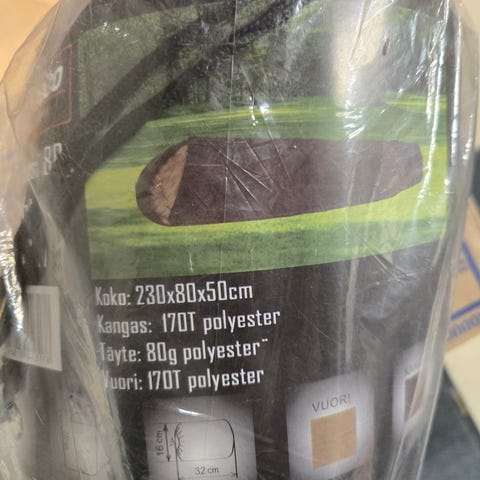 Koko: 230x80x50cm
Kangas: 170T polyester
Täyte: 80g polyester
Vuori: 170T polyester
VUORI
16 cm
32 cm